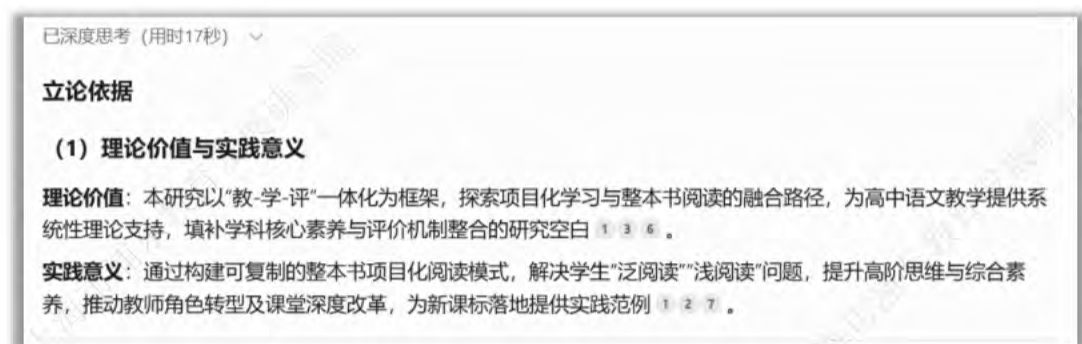 已深度思考（用时17秒）
立论依据
（1）理论价值与实践意义
理论价值：本研究以“教-学-评”一体化为框架，探索项目化学习与整本书阅读的融合路径，为高中语文教学提供系
统性理论支持，填补学科核心素养与评价机制整合的研究空白 1 3 6 。
实践意义：通过构建可复制的整本书项目化阅读模式，解决学生“泛阅读”“浅阅读”问题，提升高阶思维与综合素
养，推动教师角色转型及课堂深度改革，为新课标落地提供实践范例 1 2 7 。